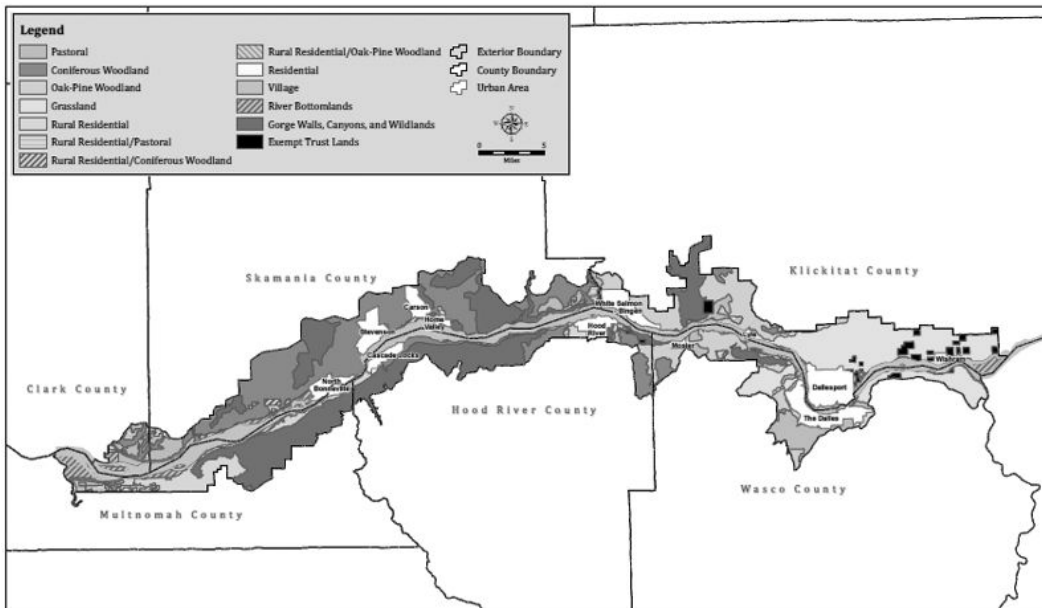 Legend
Pastoral
Coniferous Woodland
Oak-Pine Woodland
Grassland
Rural Residential
Rural Residential/Pastoral
Rural Residential/Coniferous Woodland
Rural Residential/Oak-Pine Woodland
Residential
Village
River Bottomlands
Gorge Walls, Canyons, and Wildlands
Exempt Trust Lands
Exterior Boundary
County Boundary
Urban Area
0 5
Miles
Skamania County
Klickitat County
Carson
Home
Valley
Stevenson
Cascade Locks
White Salmon
Bingen
Hood
River
Mosier
Lyle
Wishram
North
Bonneville
Dallesport
The Dalles
Clark County
Hood River County
Wasco County
Multnomah County